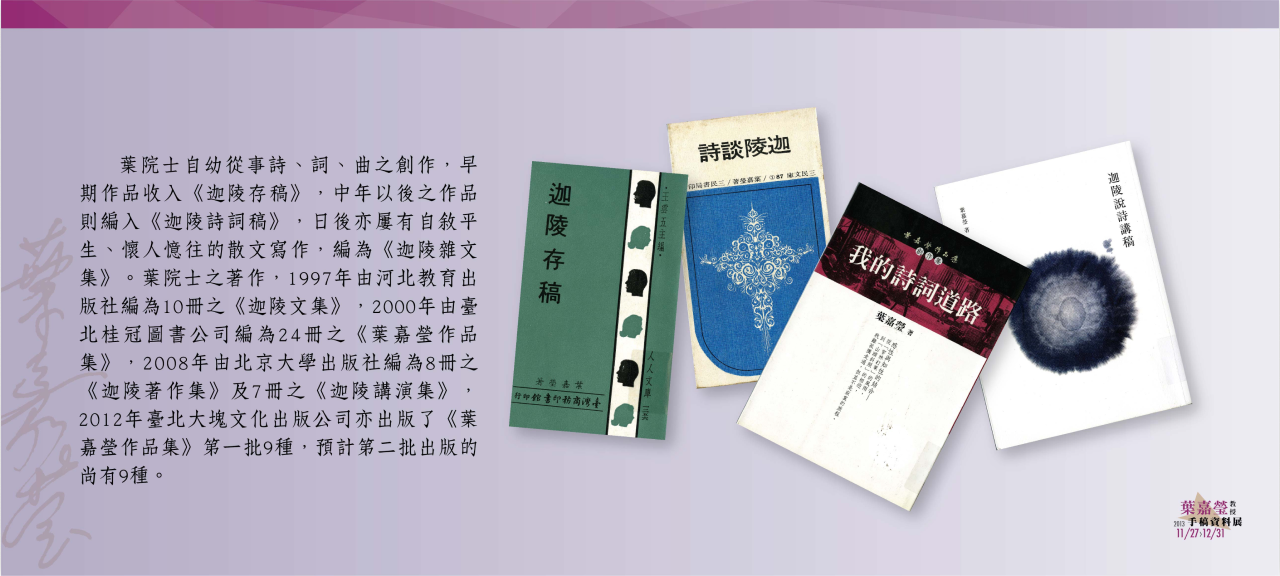 葉院士自幼從事詩、詞、曲之創作，早
期作品收入《迦陵存稿》，中年以後之作品
則編入《迦陵詩詞稿》，日後亦屢有自敘平
生、懷人憶往的散文寫作，編為《迦陵雜文
集》。葉院士之著作，1997年由河北教育出
版社編為10冊之《迦陵文集》，2000年由臺
北桂冠圖書公司編為24冊之《葉嘉瑩作品
集》，2008年由北京大學出版社編為8冊之
《迦陵著作集》及7冊之《迦陵講演集》，
2012年臺北大塊文化出版公司亦出版了《葉
嘉瑩作品集》第一批9種，預計第二批出版的
尚有9種。
迦陵存稿
·王雲五主編·
人人文庫
葉嘉瑩著
臺灣商務印書館印行
迦陵談詩
三民文庫 87 ①/葉嘉瑩著/三民書局印
葉嘉瑩作品集
創作集
我的詩詞道路
葉嘉瑩 著
迦陵說詩講稿
葉嘉瑩 著
葉嘉瑩教授
2013 手稿資料展
11/27›12/31